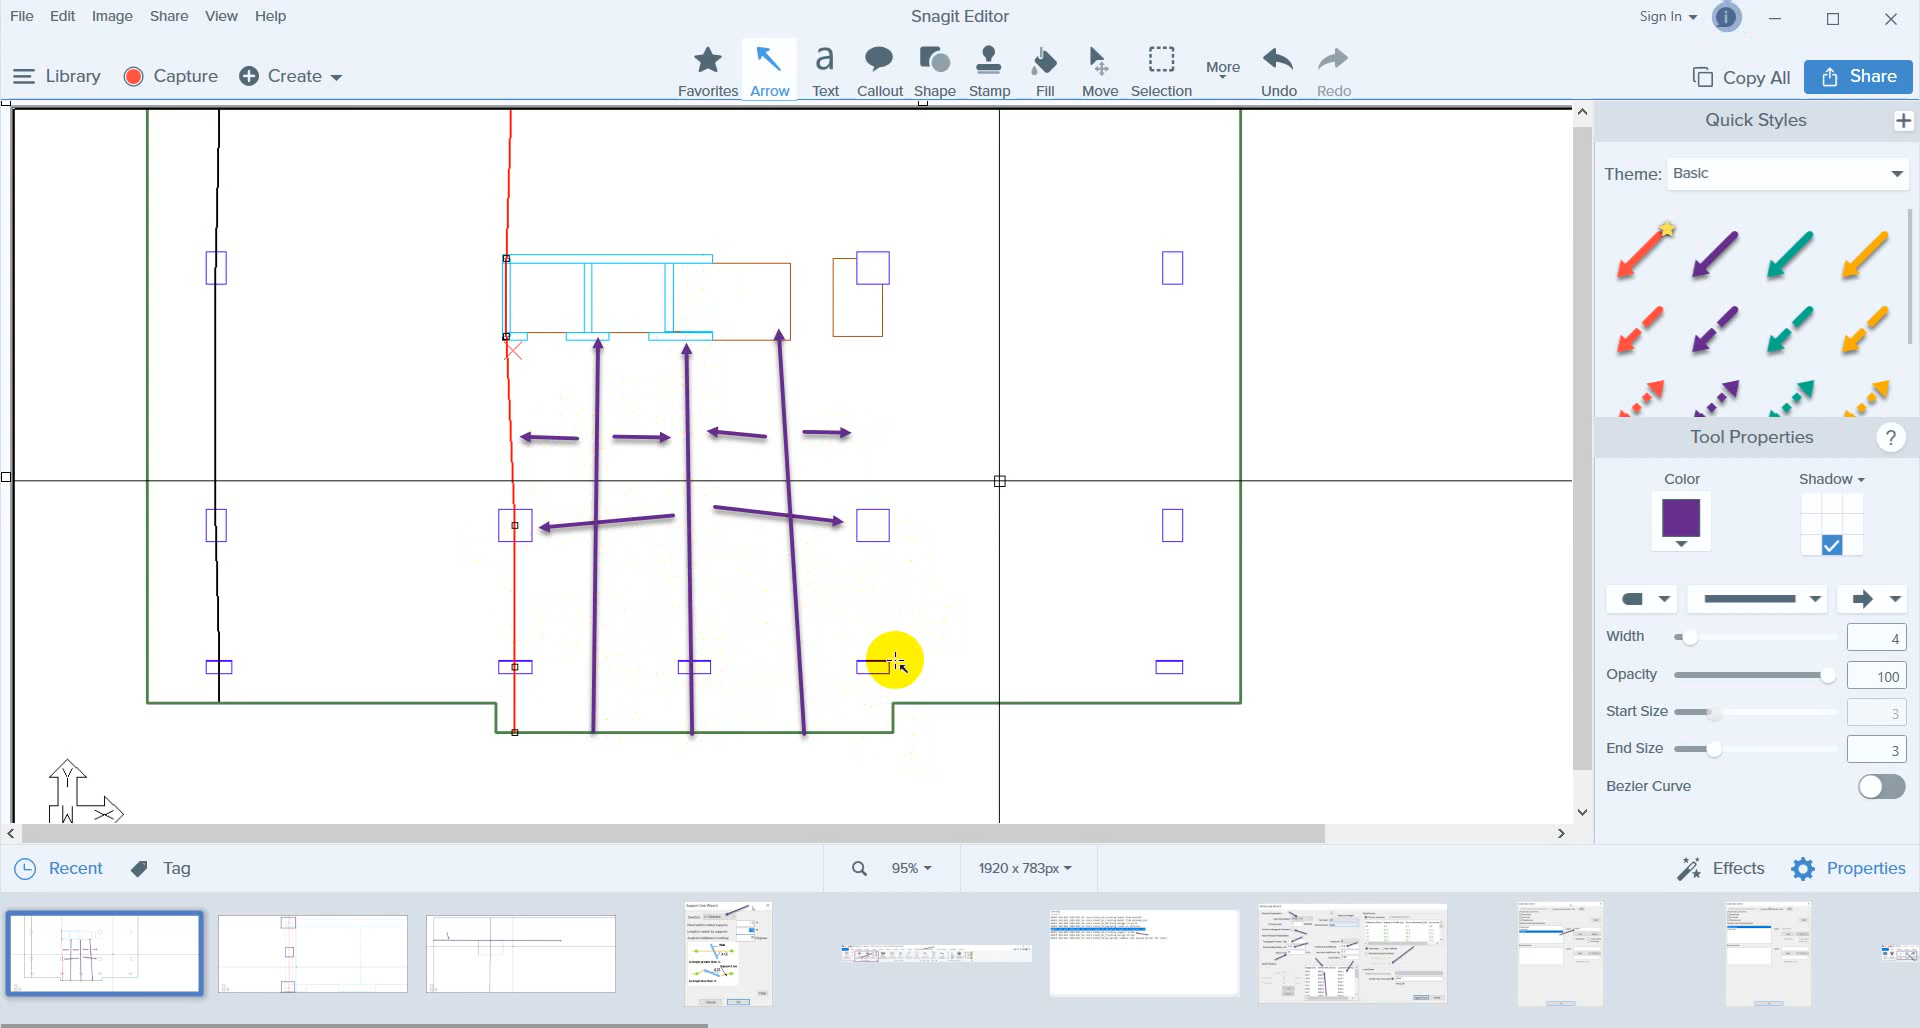 File Edit Image Share View Help
Snagit Editor
Sign In
Library Capture Create
Favorites Arrow Text Callout Shape Stamp Fill Move Selection More Undo Redo
Copy All Share
Quick Styles
Theme: Basic
Tool Properties ?
Color Shadow
Width 4
Opacity 100
Start Size 3
End Size 3
Bezier Curve
Y
W X
Recent Tag 95% 1920 x 783px Effects Properties